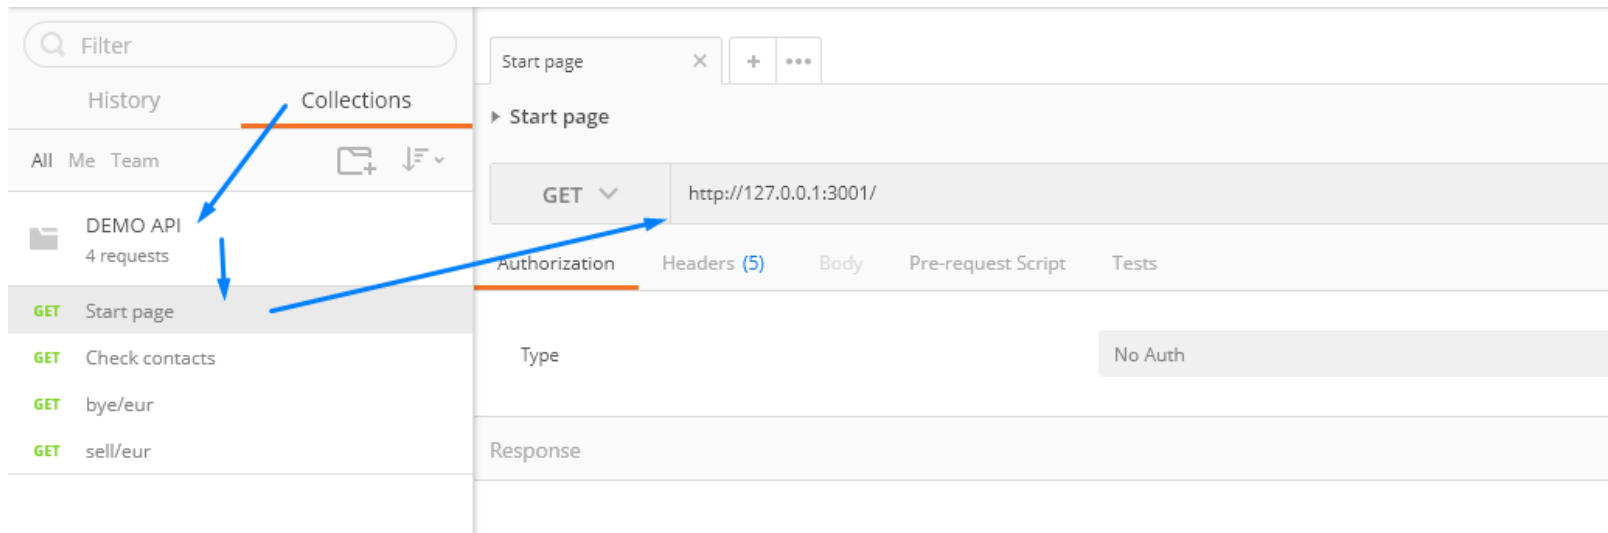 Filter
History Collections
All Me Team
DEMO API
4 requests
GET Start page
GET Check contacts
GET bye/eur
GET sell/eur
Start page
Start page
GET http://127.0.0.1:3001/
Authorization Headers (5) Body Pre-request Script Tests
Type No Auth
Response